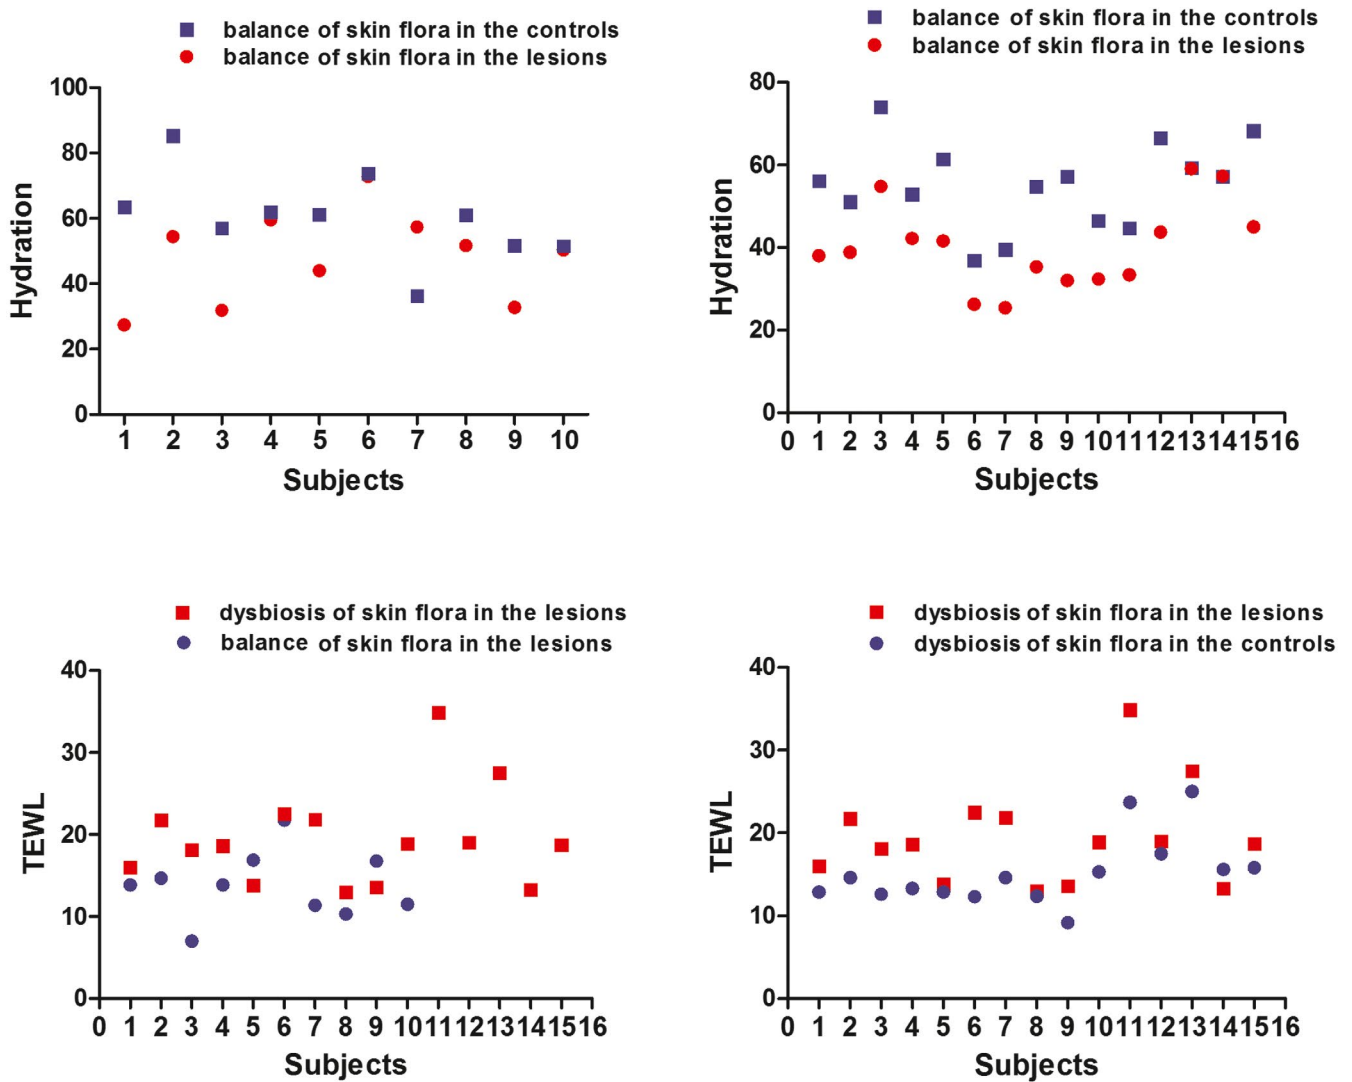 balance of skin flora in the controls
balance of skin flora in the lesions
100
80
60
40
20
0
Hydration
1 2 3 4 5 6 7 8 9 10
Subjects
balance of skin flora in the controls
balance of skin flora in the lesions
80
60
40
20
0
Hydration
0 1 2 3 4 5 6 7 8 9 10 11 12 13 14 15 16
Subjects
dysbiosis of skin flora in the lesions
balance of skin flora in the lesions
40
30
20
10
0
TEWL
0 1 2 3 4 5 6 7 8 9 10 11 12 13 14 15 16
Subjects
dysbiosis of skin flora in the lesions
dysbiosis of skin flora in the controls
40
30
20
10
0
TEWL
0 1 2 3 4 5 6 7 8 9 10 11 12 13 14 15 16
Subjects